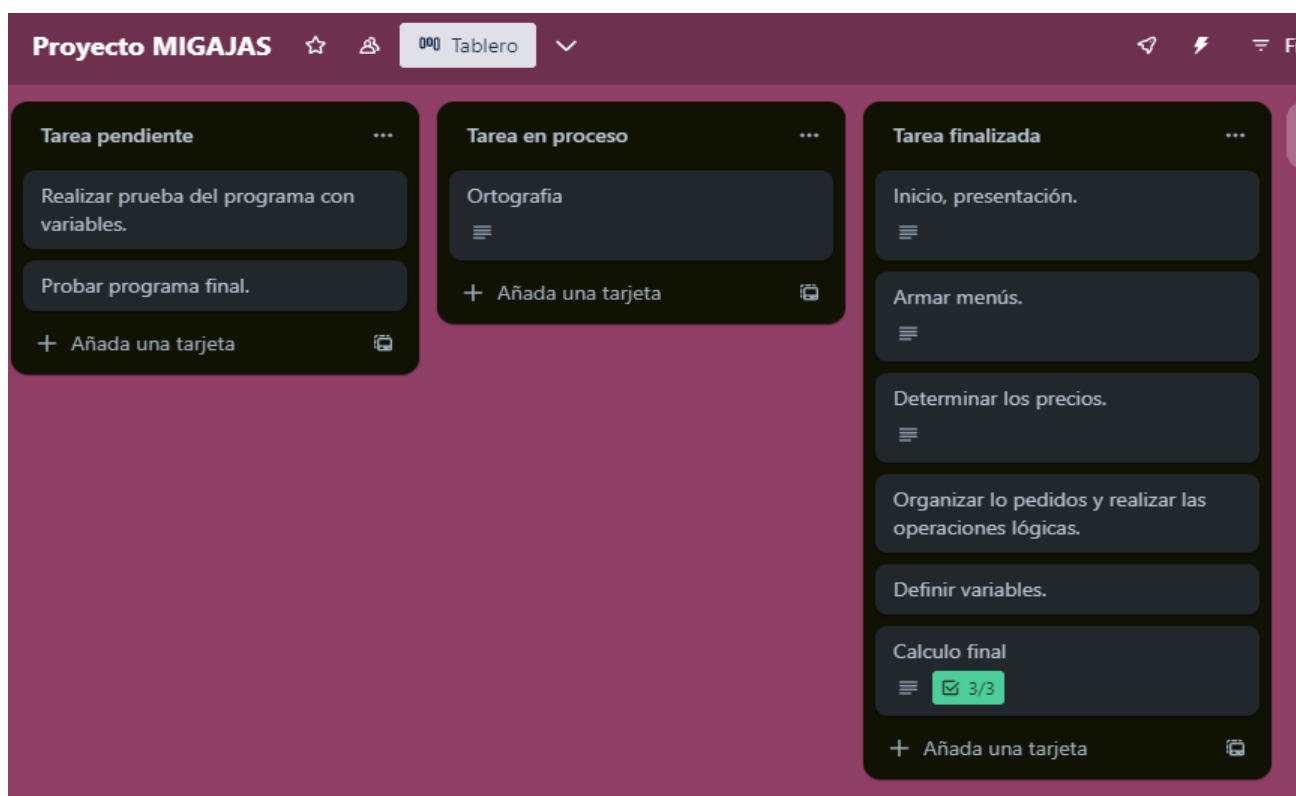 Proyecto MIGAJAS
Tablero
Tarea pendiente
Realizar prueba del programa con
variables.
Probar programa final.
Añada una tarjeta
Tarea en proceso
Ortografia
Añada una tarjeta
Tarea finalizada
Inicio, presentación.
Armar menús.
Determinar los precios.
Organizar lo pedidos y realizar las
operaciones lógicas.
Definir variables.
Calculo final
3/3
Añada una tarjeta